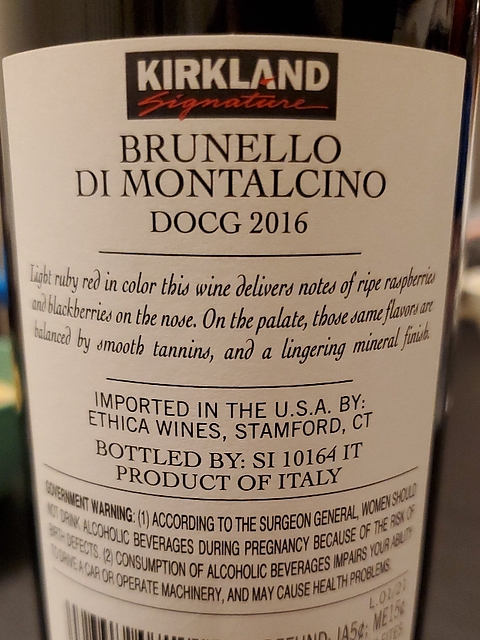 KIRKLAND
Signature
BRUNELLO
DI MONTALCINO
DOCG 2016
Light ruby red in color this wine delivers notes of ripe raspberries
and blackberries on the nose. On the palate, those same flavors are
balanced by smooth tannins, and a lingering mineral finish.
IMPORTED IN THE U.S.A. BY:
ETHICA WINES, STAMFORD, CT
BOTTLED BY: SI 10164 IT
PRODUCT OF ITALY
GOVERNMENT WARNING: (1) ACCORDING TO THE SURGEON GENERAL, WOMEN SHOULD
NOT DRINK ALCOHOLIC BEVERAGES DURING PREGNANCY BECAUSE OF THE RISK OF
BIRTH DEFECTS. (2) CONSUMPTION OF ALCOHOLIC BEVERAGES IMPAIRS YOUR ABILITY
TO DRIVE A CAR OR OPERATE MACHINERY, AND MAY CAUSE HEALTH PROBLEMS.
IA5¢: ME15¢